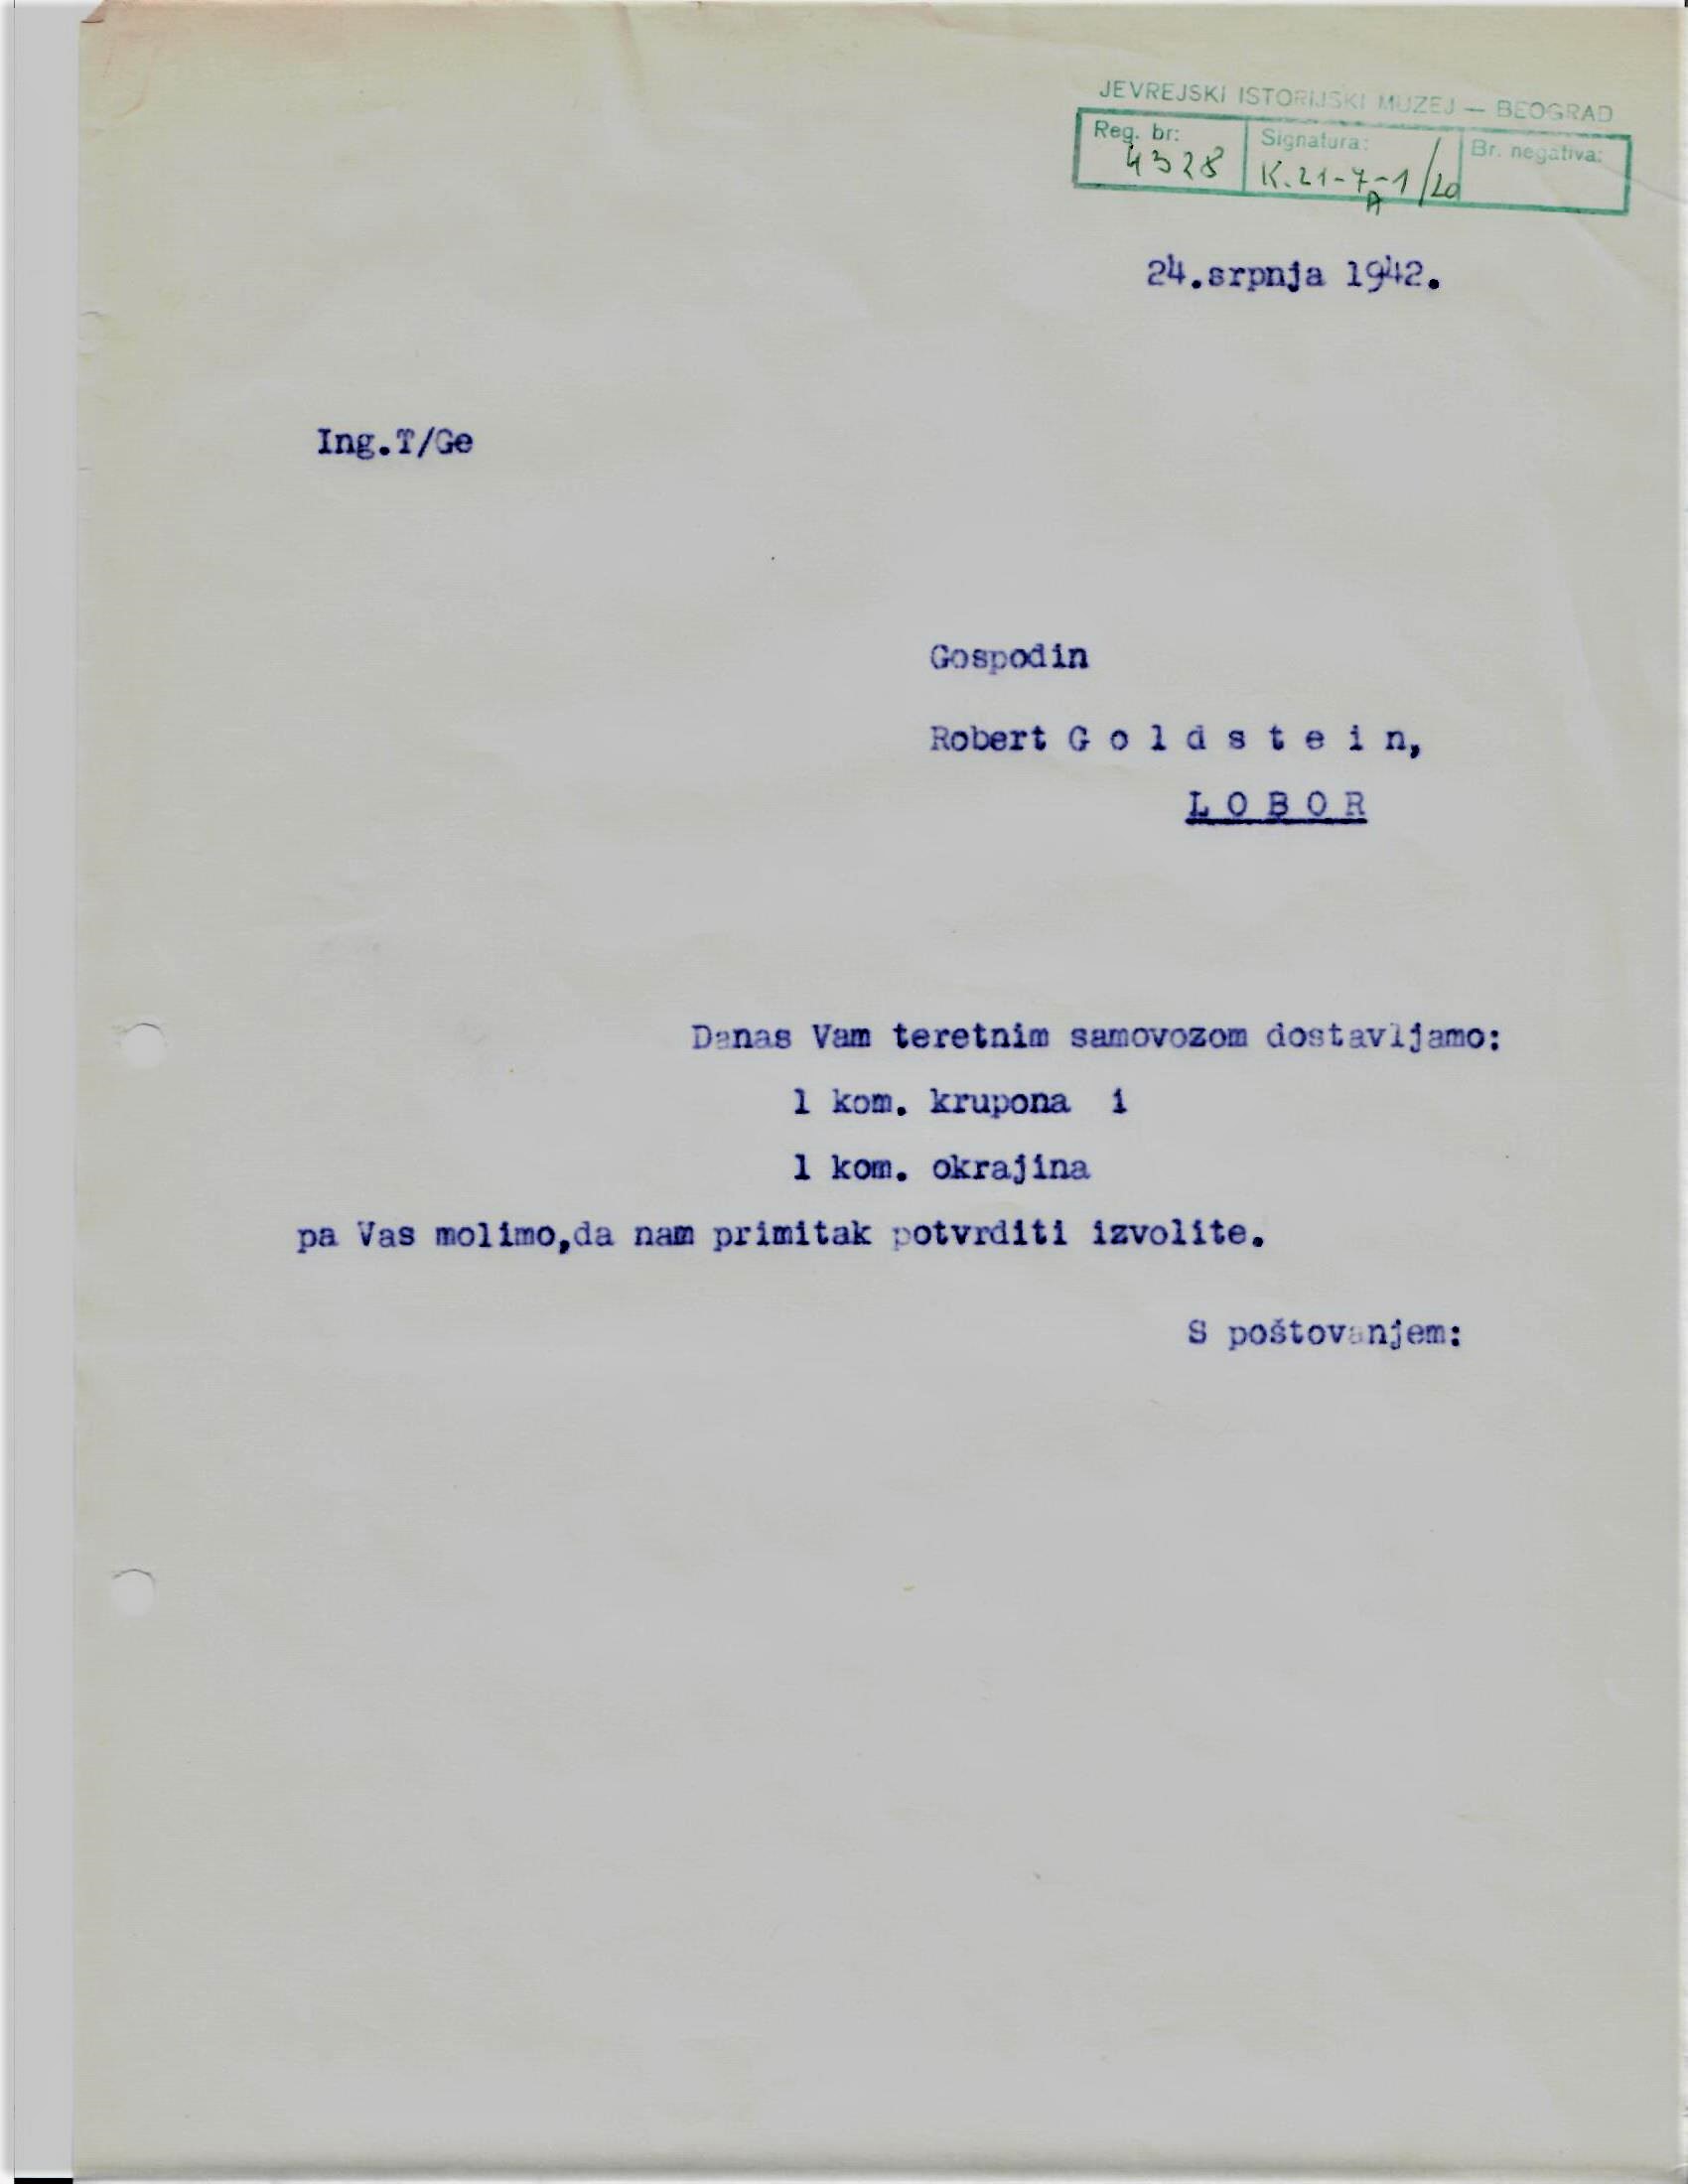 JEVREJSKI ISTORIJSKI MUZEJ — BEOGRAD
Reg. br: Signatura: Br. negativa:
4328 K.21-7-1/20
A
24.srpnja 1942.
Ing.T/Ge
Gospodin
Robert G o l d s t e i n,
L O B O R
Danas Vam teretnim samovozom dostavljamo:
1 kom. krupona i
1 kom. okrajina
pa Vas molimo,da nam primitak potvrditi izvolite.
S poštovanjem: